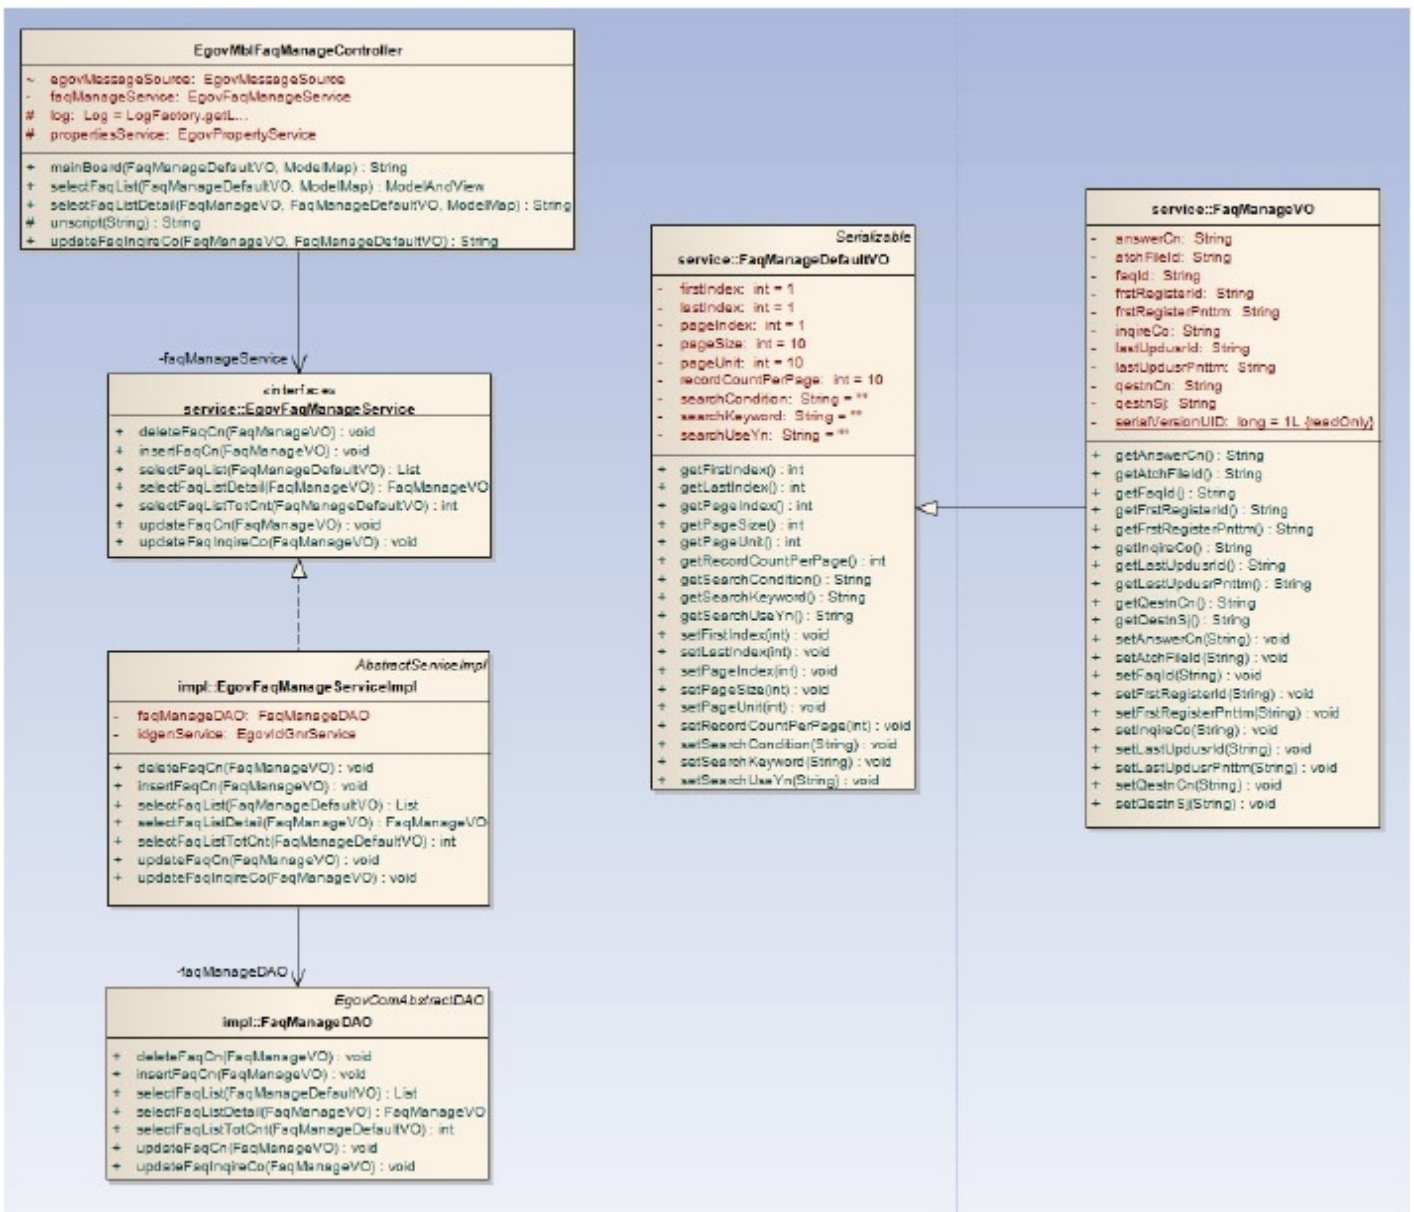 EgovMblFaqManageController
~ egovMessageSource: EgovMessageSource
- faqManageService: EgovFaqManageService
# log: Log = LogFactory.getL...
# propertiesService: EgovPropertyService
+ mainBoard(FaqManageDefaultVO, ModelMap) : String
+ selectFaqList(FaqManageDefaultVO, ModelMap) : ModelAndView
+ selectFaqListDetail(FaqManageVO, FaqManageDefaultVO, ModelMap) : String
# unscript(String) : String
+ updateFaqInqireCo(FaqManageVO, FaqManageDefaultVO) : String
-faqManageService
«interface»
service::EgovFaqManageService
+ deleteFaqCn(FaqManageVO) : void
+ insertFaqCn(FaqManageVO) : void
+ selectFaqList(FaqManageDefaultVO) : List
+ selectFaqListDetail(FaqManageVO) : FaqManageVO
+ selectFaqListTotCnt(FaqManageDefaultVO) : int
+ updateFaqCn(FaqManageVO) : void
+ updateFaqInqireCo(FaqManageVO) : void
AbstractServiceImpl
impl::EgovFaqManageServiceImpl
- faqManageDAO: FaqManageDAO
- idgenService: EgovIdGnrService
+ deleteFaqCn(FaqManageVO) : void
+ insertFaqCn(FaqManageVO) : void
+ selectFaqList(FaqManageDefaultVO) : List
+ selectFaqListDetail(FaqManageVO) : FaqManageVO
+ selectFaqListTotCnt(FaqManageDefaultVO) : int
+ updateFaqCn(FaqManageVO) : void
+ updateFaqInqireCo(FaqManageVO) : void
-faqManageDAO
EgovComAbstractDAO
impl::FaqManageDAO
+ deleteFaqCn(FaqManageVO) : void
+ insertFaqCn(FaqManageVO) : void
+ selectFaqList(FaqManageDefaultVO) : List
+ selectFaqListDetail(FaqManageVO) : FaqManageVO
+ selectFaqListTotCnt(FaqManageDefaultVO) : int
+ updateFaqCn(FaqManageVO) : void
+ updateFaqInqireCo(FaqManageVO) : void
Serializable
service::FaqManageDefaultVO
- firstIndex: int = 1
- lastIndex: int = 1
- pageIndex: int = 1
- pageSize: int = 10
- pageUnit: int = 10
- recordCountPerPage: int = 10
- searchCondition: String = ""
- searchKeyword: String = ""
- searchUseYn: String = ""
+ getFirstIndex() : int
+ getLastIndex() : int
+ getPageIndex() : int
+ getPageSize() : int
+ getPageUnit() : int
+ getRecordCountPerPage() : int
+ getSearchCondition() : String
+ getSearchKeyword() : String
+ getSearchUseYn() : String
+ setFirstIndex(int) : void
+ setLastIndex(int) : void
+ setPageIndex(int) : void
+ setPageSize(int) : void
+ setPageUnit(int) : void
+ setRecordCountPerPage(int) : void
+ setSearchCondition(String) : void
+ setSearchKeyword(String) : void
+ setSearchUseYn(String) : void
service::FaqManageVO
- answerCn: String
- atchFileId: String
- faqId: String
- frstRegisterId: String
- frstRegisterPnttm: String
- inqireCo: String
- lastUpdusrId: String
- lastUpdusrPnttm: String
- qestnCn: String
- qestnSj: String
- serialVersionUID: long = 1L {readOnly}
+ getAnswerCn() : String
+ getAtchFileId() : String
+ getFaqId() : String
+ getFrstRegisterId() : String
+ getFrstRegisterPnttm() : String
+ getInqireCo() : String
+ getLastUpdusrId() : String
+ getLastUpdusrPnttm() : String
+ getQestnCn() : String
+ getQestnSj() : String
+ setAnswerCn(String) : void
+ setAtchFileId(String) : void
+ setFaqId(String) : void
+ setFrstRegisterId(String) : void
+ setFrstRegisterPnttm(String) : void
+ setInqireCo(String) : void
+ setLastUpdusrId(String) : void
+ setLastUpdusrPnttm(String) : void
+ setQestnCn(String) : void
+ setQestnSj(String) : void